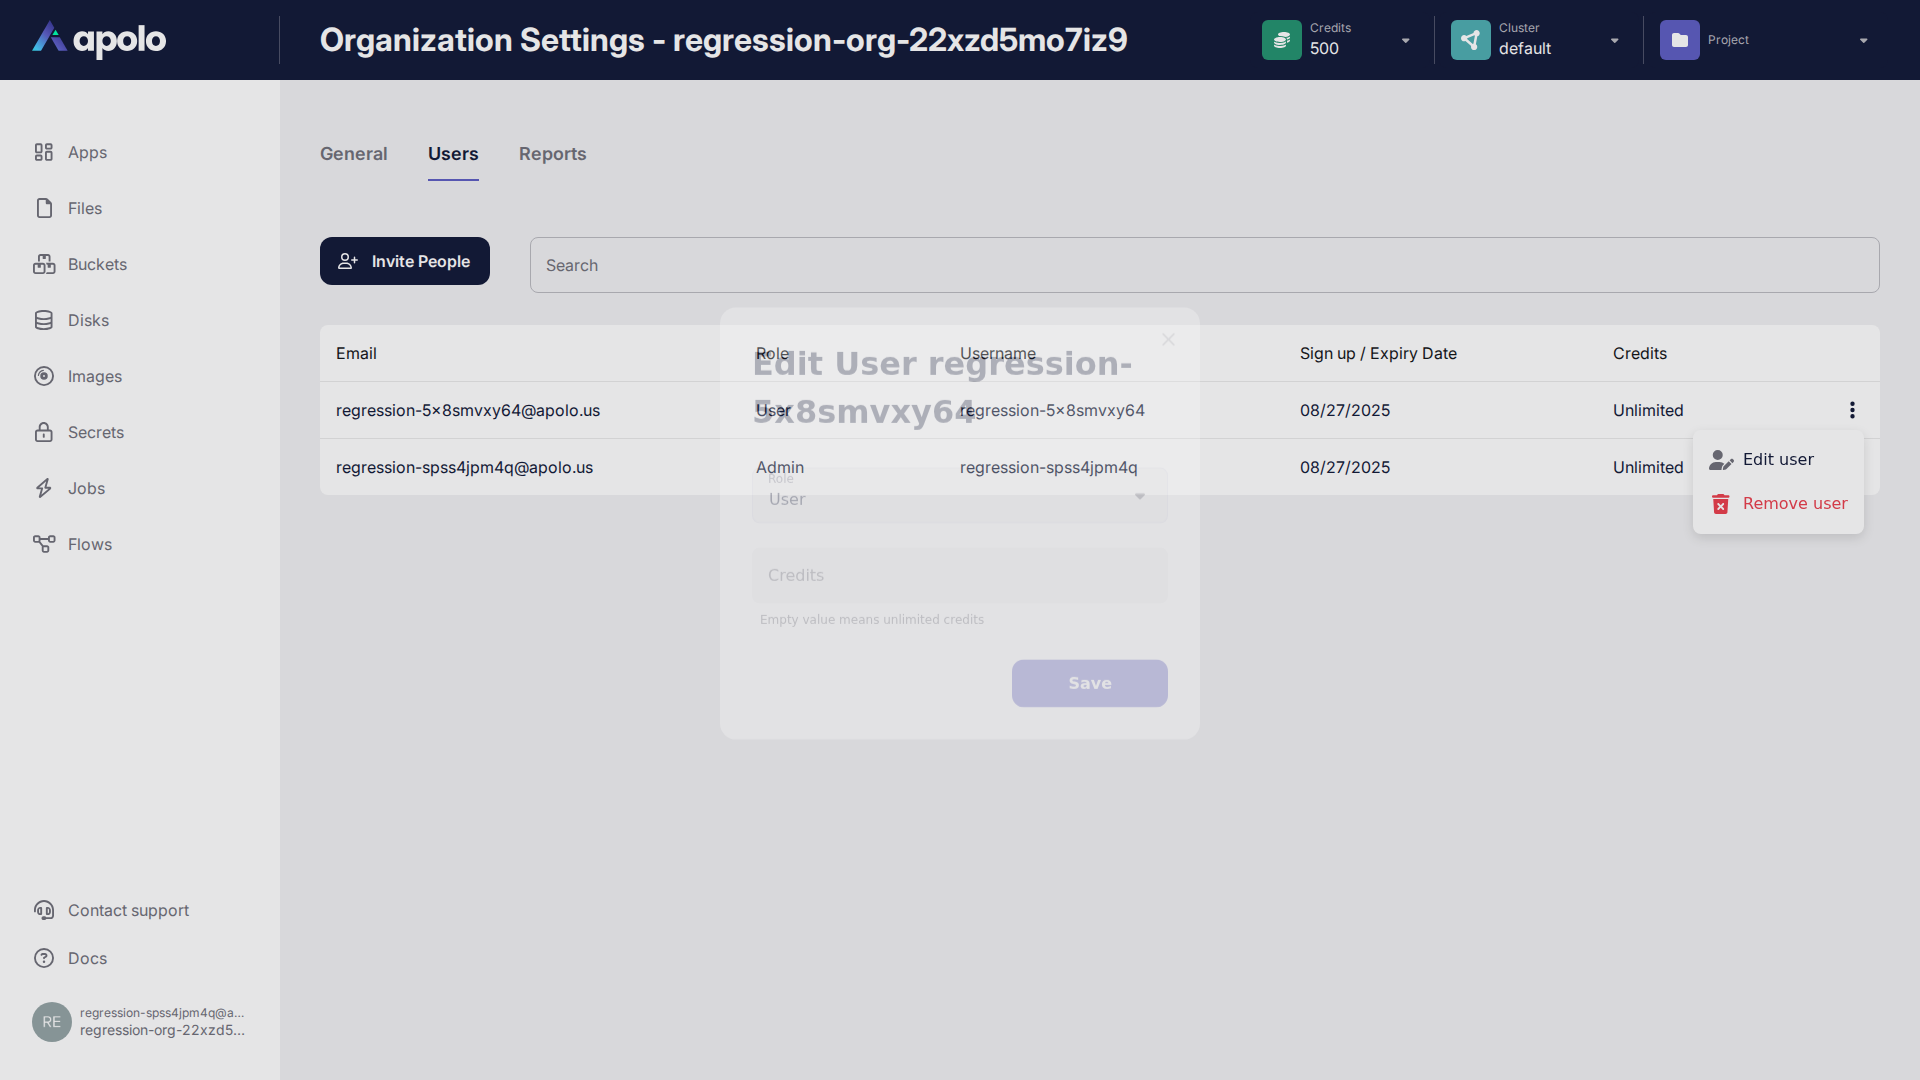 apolo
Organization Settings - regression-org-22xzd5mo7iz9
Credits
500
Cluster
default
Project
Apps
Files
Buckets
Disks
Images
Secrets
Jobs
Flows
Contact support
Docs
RE
regression-spss4jpm4q@a...
regression-org-22xzd5...
General
Users
Reports
Invite People
Search
Email
Role
Username
Sign up / Expiry Date
Credits
regression-5x8smvxy64@apolo.us
User
regression-5x8smvxy64
08/27/2025
Unlimited
regression-spss4jpm4q@apolo.us
Admin
regression-spss4jpm4q
08/27/2025
Unlimited
Edit user
Remove user
Edit User regression-
5x8smvxy64
Role
User
Credits
Empty value means unlimited credits
Save